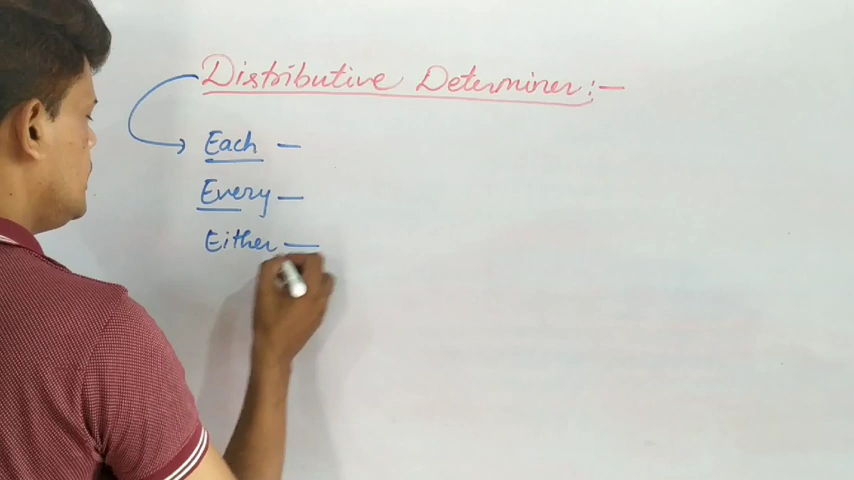 Distributive Determiner:-
Each -
Every -
Either -